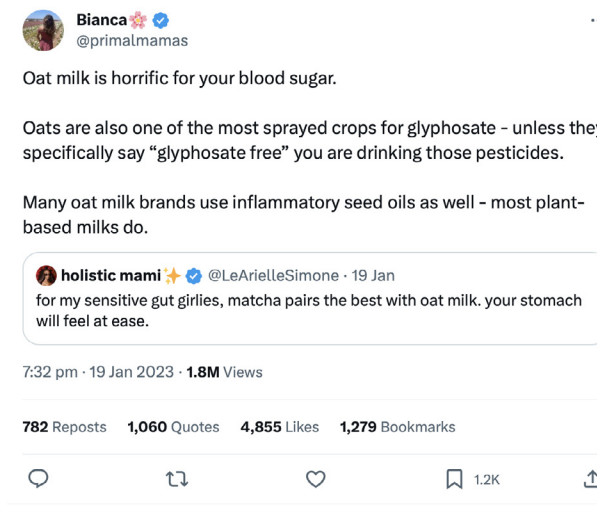 Bianca🌸
@primalmamas
Oat milk is horrific for your blood sugar.
Oats are also one of the most sprayed crops for glyphosate - unless they
specifically say “glyphosate free” you are drinking those pesticides.
Many oat milk brands use inflammatory seed oils as well - most plant-
based milks do.
holistic mami✨ @LeArielleSimone · 19 Jan
for my sensitive gut girlies, matcha pairs the best with oat milk. your stomach
will feel at ease.
7:32 pm · 19 Jan 2023 · 1.8M Views
782 Reposts 1,060 Quotes 4,855 Likes 1,279 Bookmarks
1.2K